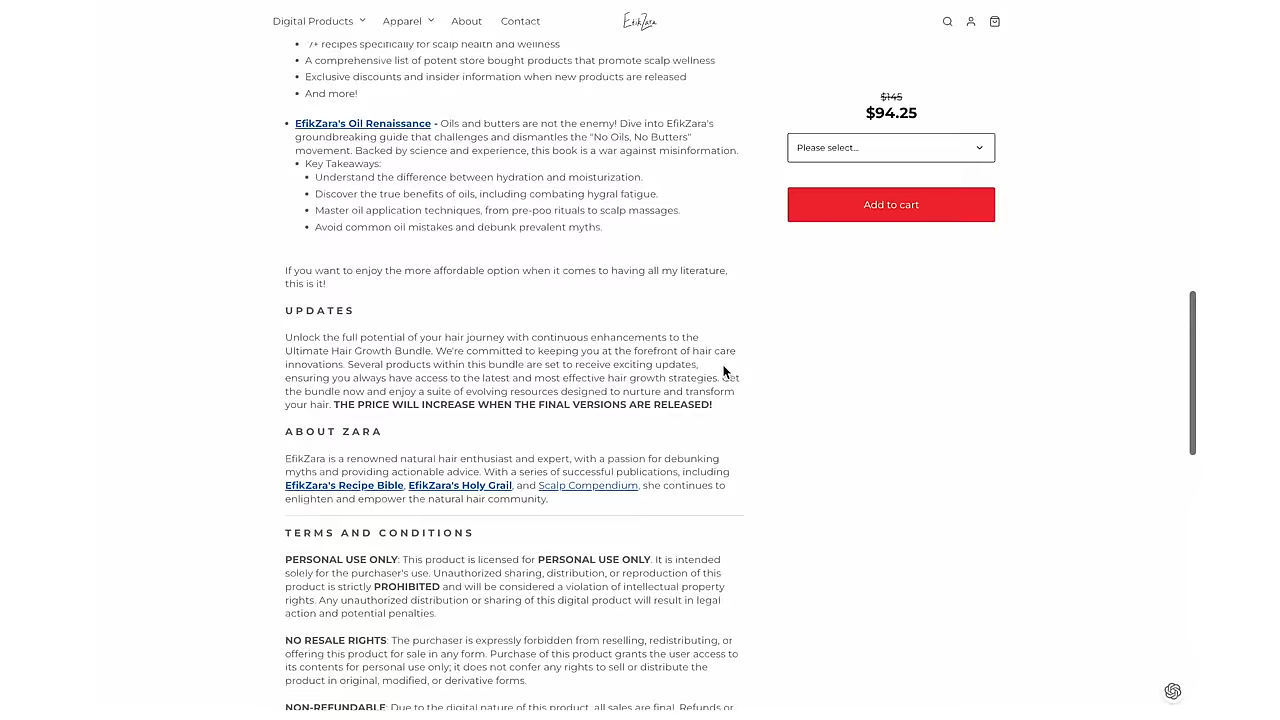 Digital Products Apparel About Contact EfikZara
7+ recipes specifically for scalp health and wellness
A comprehensive list of potent store bought products that promote scalp wellness
Exclusive discounts and insider information when new products are released
And more!
EfikZara's Oil Renaissance - Oils and butters are not the enemy! Dive into EfikZara's
groundbreaking guide that challenges and dismantles the "No Oils, No Butters"
movement. Backed by science and experience, this book is a war against misinformation.
Key Takeaways:
Understand the difference between hydration and moisturization.
Discover the true benefits of oils, including combating hygral fatigue.
Master oil application techniques, from pre-poo rituals to scalp massages.
Avoid common oil mistakes and debunk prevalent myths.
If you want to enjoy the more affordable option when it comes to having all my literature,
this is it!
UPDATES
Unlock the full potential of your hair journey with continuous enhancements to the
Ultimate Hair Growth Bundle. We're committed to keeping you at the forefront of hair care
innovations. Several products within this bundle are set to receive exciting updates,
ensuring you always have access to the latest and most effective hair growth strategies. Get
the bundle now and enjoy a suite of evolving resources designed to nurture and transform
your hair. THE PRICE WILL INCREASE WHEN THE FINAL VERSIONS ARE RELEASED!
ABOUT ZARA
EfikZara is a renowned natural hair enthusiast and expert, with a passion for debunking
myths and providing actionable advice. With a series of successful publications, including
EfikZara's Recipe Bible, EfikZara's Holy Grail, and Scalp Compendium, she continues to
enlighten and empower the natural hair community.
TERMS AND CONDITIONS
PERSONAL USE ONLY: This product is licensed for PERSONAL USE ONLY. It is intended
solely for the purchaser's use. Unauthorized sharing, distribution, or reproduction of this
product is strictly PROHIBITED and will be considered a violation of intellectual property
rights. Any unauthorized distribution or sharing of this digital product will result in legal
action and potential penalties.
NO RESALE RIGHTS: The purchaser is expressly forbidden from reselling, redistributing, or
offering this product for sale in any form. Purchase of this product grants the user access to
its contents for personal use only; it does not confer any rights to sell or distribute the
product in original, modified, or derivative forms.
NON-REFUNDABLE: Due to the digital nature of this product, all sales are final. Refunds or
$145
$94.25
Please select...
Add to cart